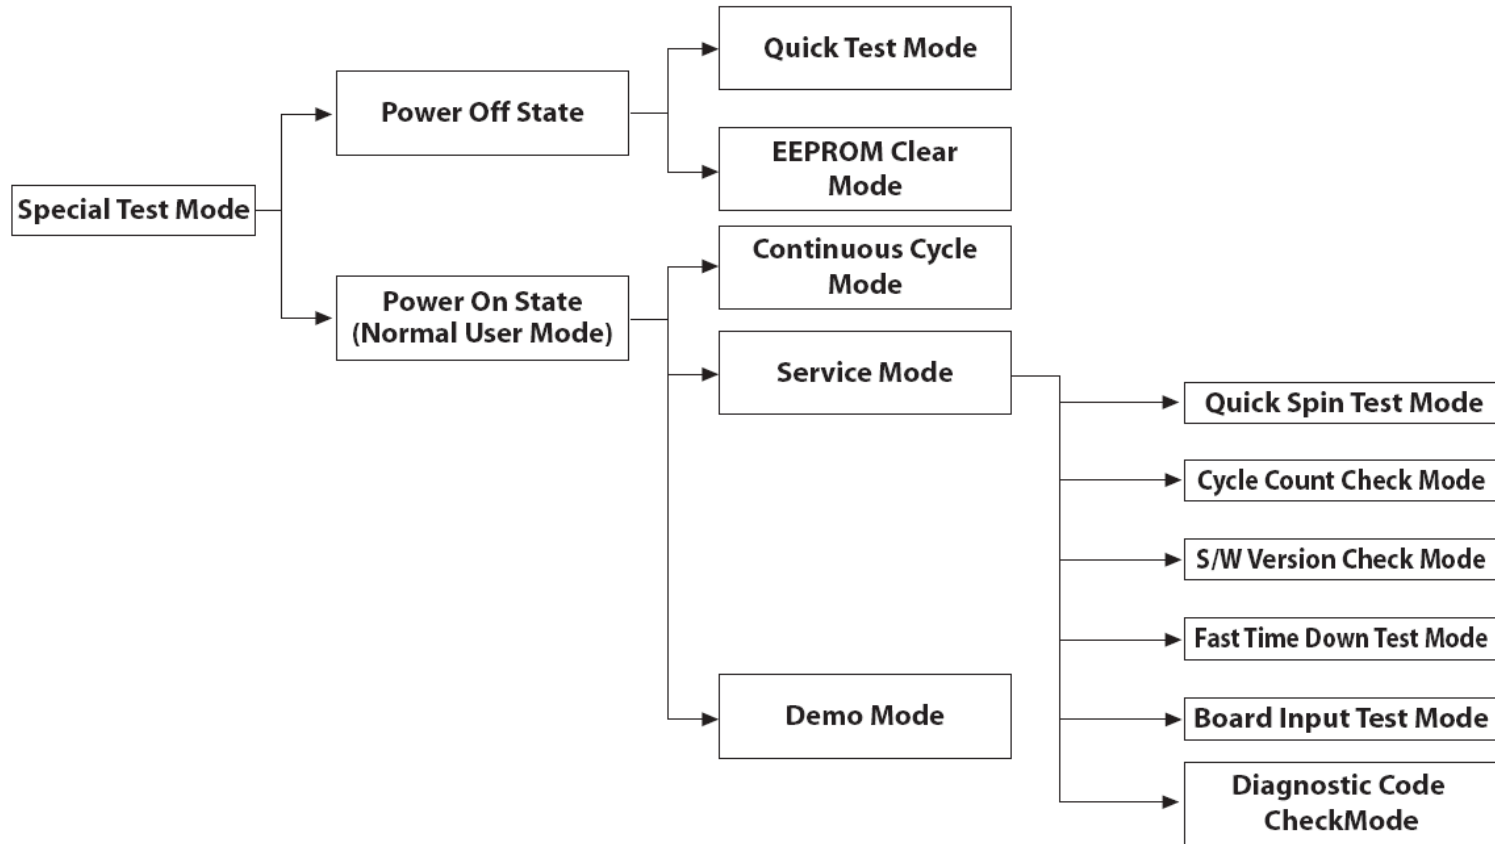 Quick Test Mode
Power Off State
EEPROM Clear
Mode
Special Test Mode
Continuous Cycle
Mode
Power On State
(Normal User Mode)
Service Mode
Quick Spin Test Mode
Cycle Count Check Mode
S/W Version Check Mode
Fast Time Down Test Mode
Demo Mode
Board Input Test Mode
Diagnostic Code
CheckMode